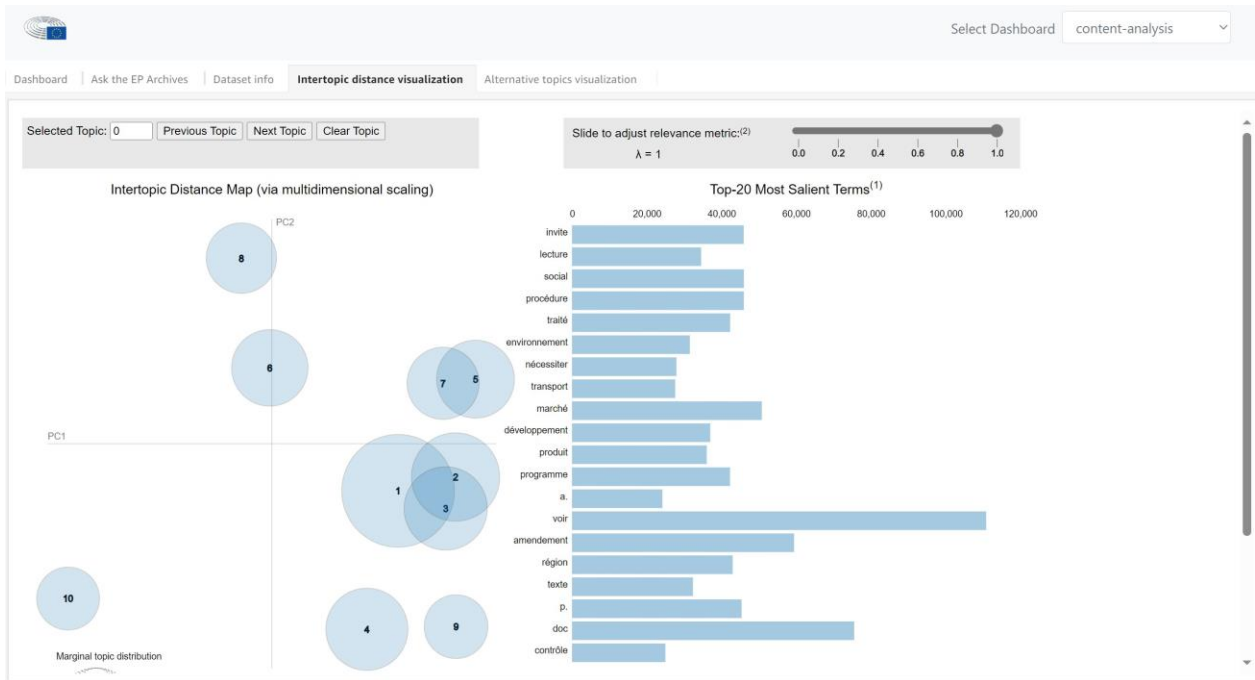 Select Dashboard content-analysis
Dashboard Ask the EP Archives Dataset info Intertopic distance visualization Alternative topics visualization
Selected Topic: 0 Previous Topic Next Topic Clear Topic
Slide to adjust relevance metric:(2)
λ = 1
0.0 0.2 0.4 0.6 0.8 1.0
Intertopic Distance Map (via multidimensional scaling)
PC2
PC1
8
6
7
5
1
2
3
10
4
9
Marginal topic distribution
Top-20 Most Salient Terms(1)
0 20,000 40,000 60,000 80,000 100,000 120,000
invite
lecture
social
procédure
traité
environnement
nécessiter
transport
marché
développement
produit
programme
a.
voir
amendement
région
texte
p.
doc
contrôle